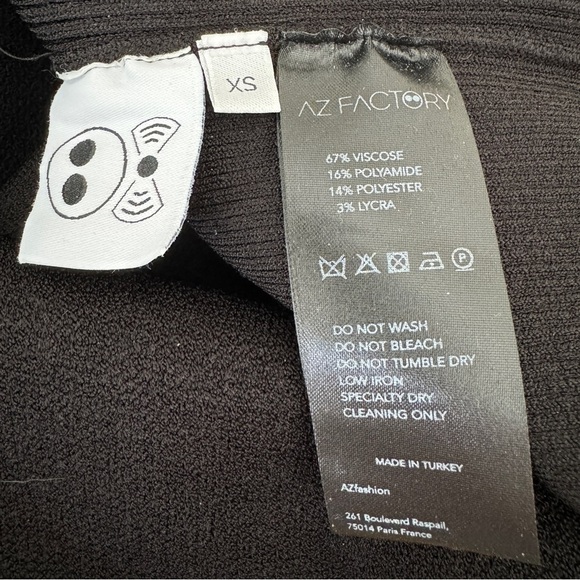 XS
AZ FACTORY
67% VISCOSE
16% POLYAMIDE
14% POLYESTER
3% LYCRA
P
DO NOT WASH
DO NOT BLEACH
DO NOT TUMBLE DRY
LOW IRON
SPECIALTY DRY
CLEANING ONLY
MADE IN TURKEY
AZfashion
261 Boulevard Raspail,
75014 Paris France